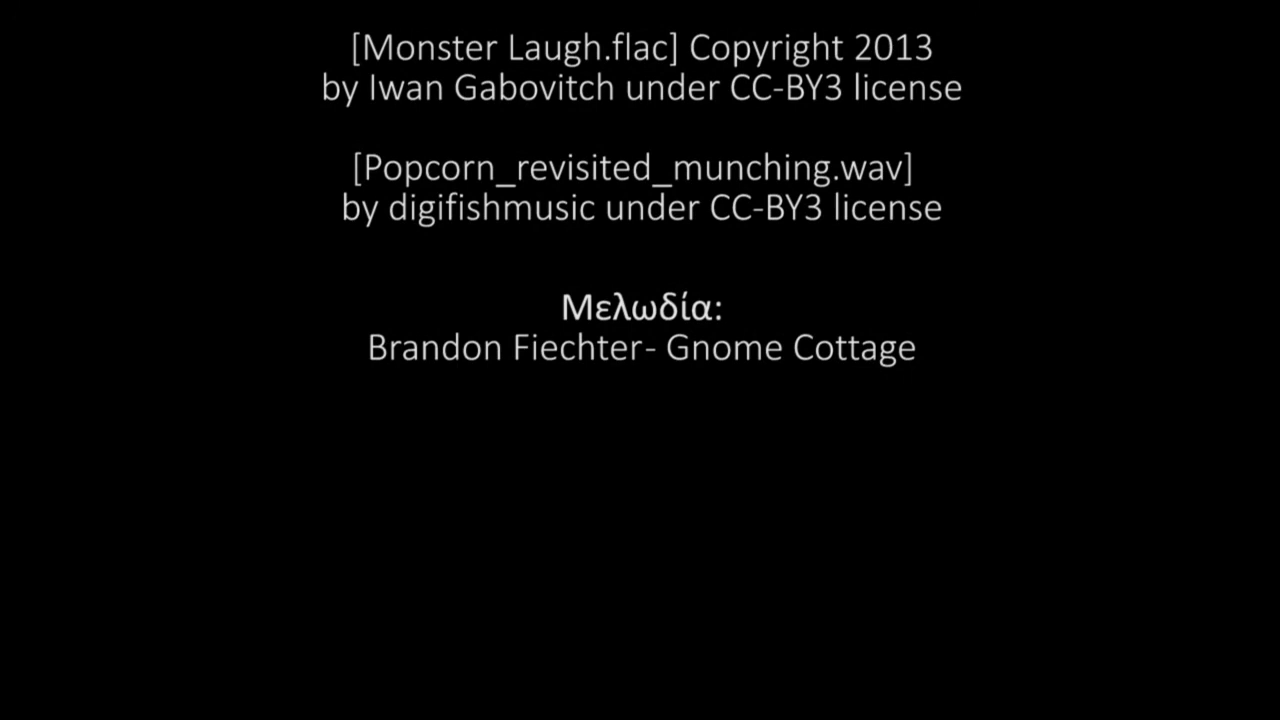 [Monster Laugh.flac] Copyright 2013
by Iwan Gabovitch under CC-BY3 license
[Popcorn_revisited_munching.wav]
by digifishmusic under CC-BY3 license
Μελωδία:
Brandon Fiechter- Gnome Cottage